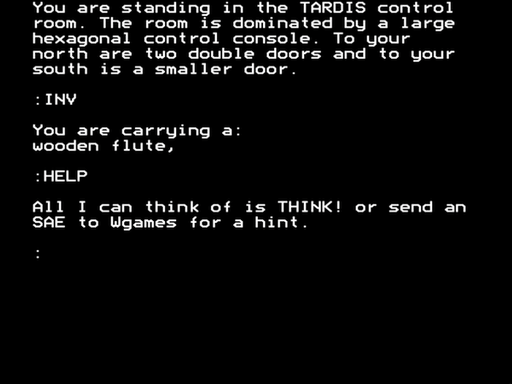 You are standing in the TARDIS control
room. The room is dominated by a large
hexagonal control console. To your
north are two double doors and to your
south is a smaller door.
:INV
You are carrying a:
wooden flute,
:HELP
All I can think of is THINK! or send an
SAE to Wgames for a hint.
: